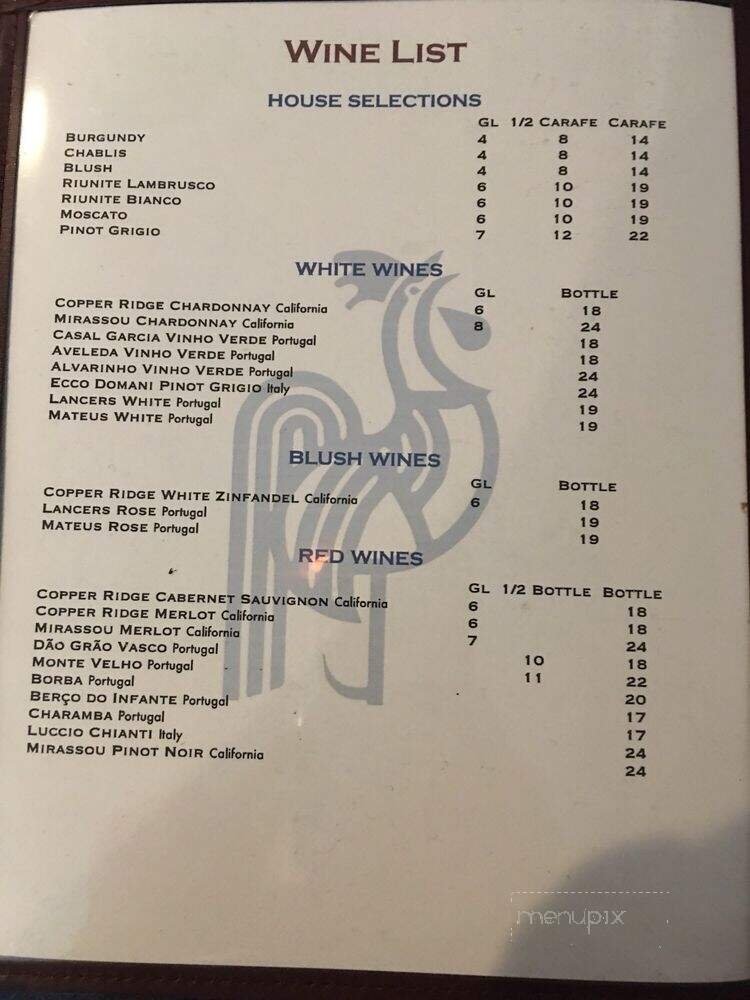 WINE LIST
HOUSE SELECTIONS
GL 1/2 CARAFE CARAFE
BURGUNDY 4 8 14
CHABLIS 4 8 14
BLUSH 4 8 14
RIUNITE LAMBRUSCO 6 10 19
RIUNITE BIANCO 6 10 19
MOSCATO 6 10 19
PINOT GRIGIO 7 12 22
WHITE WINES
GL BOTTLE
COPPER RIDGE CHARDONNAY California 6 18
MIRASSOU CHARDONNAY California 8 24
CASAL GARCIA VINHO VERDE Portugal 18
AVELEDA VINHO VERDE Portugal 18
ALVARINHO VINHO VERDE Portugal 24
ECCO DOMANI PINOT GRIGIO Italy 24
LANCERS WHITE Portugal 19
MATEUS WHITE Portugal 19
BLUSH WINES
GL BOTTLE
COPPER RIDGE WHITE ZINFANDEL California 6 18
LANCERS ROSE Portugal 19
MATEUS ROSE Portugal 19
RED WINES
GL 1/2 BOTTLE BOTTLE
COPPER RIDGE CABERNET SAUVIGNON California 6 18
COPPER RIDGE MERLOT California 6 18
MIRASSOU MERLOT California 7 24
DÃO GRÃO VASCO Portugal 10 18
MONTE VELHO Portugal 11 22
BORBA Portugal 20
BERÇO DO INFANTE Portugal 17
CHARAMBA Portugal 17
LUCCIO CHIANTI Italy 24
MIRASSOU PINOT NOIR California 24
menupix